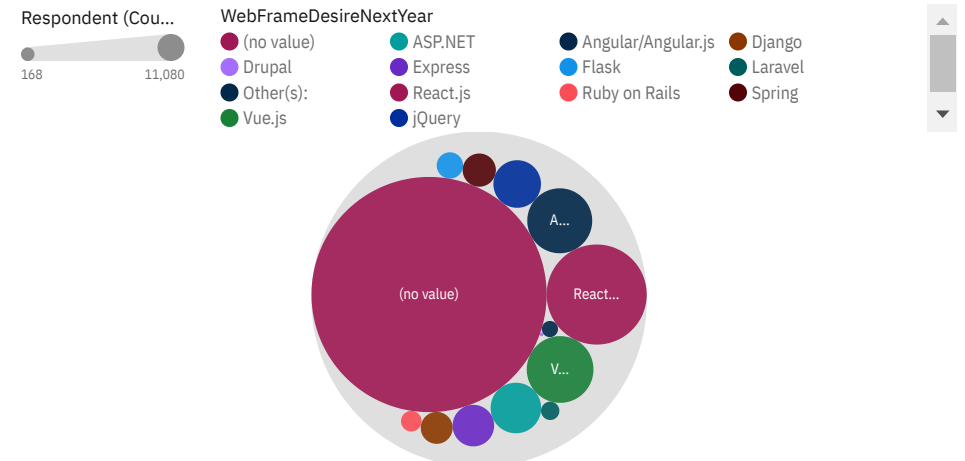 Respondent (Cou...
168 11,080
WebFrameDesireNextYear
(no value) ASP.NET Angular/Angular.js Django
Drupal Express Flask Laravel
Other(s): React.js Ruby on Rails Spring
Vue.js jQuery
A...
(no value) React...
V...